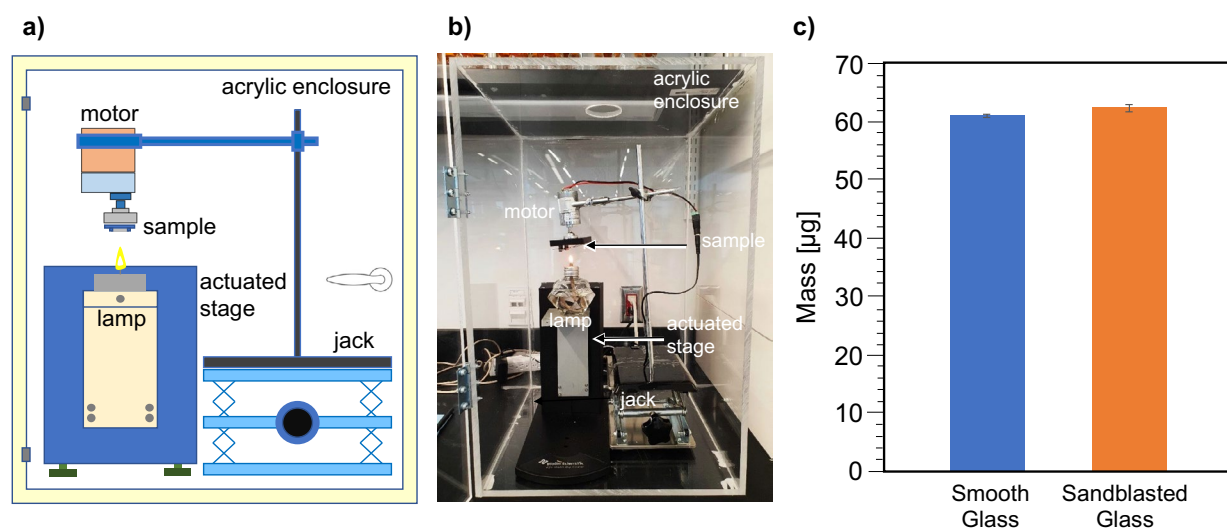 a)
acrylic enclosure
motor
sample
actuated
stage
lamp
jack
b)
acrylic
enclosure
motor
sample
lamp
actuated
stage
jack
c)
70
60
50
40
30
20
10
0
Mass [µg]
Smooth
Glass
Sandblasted
Glass